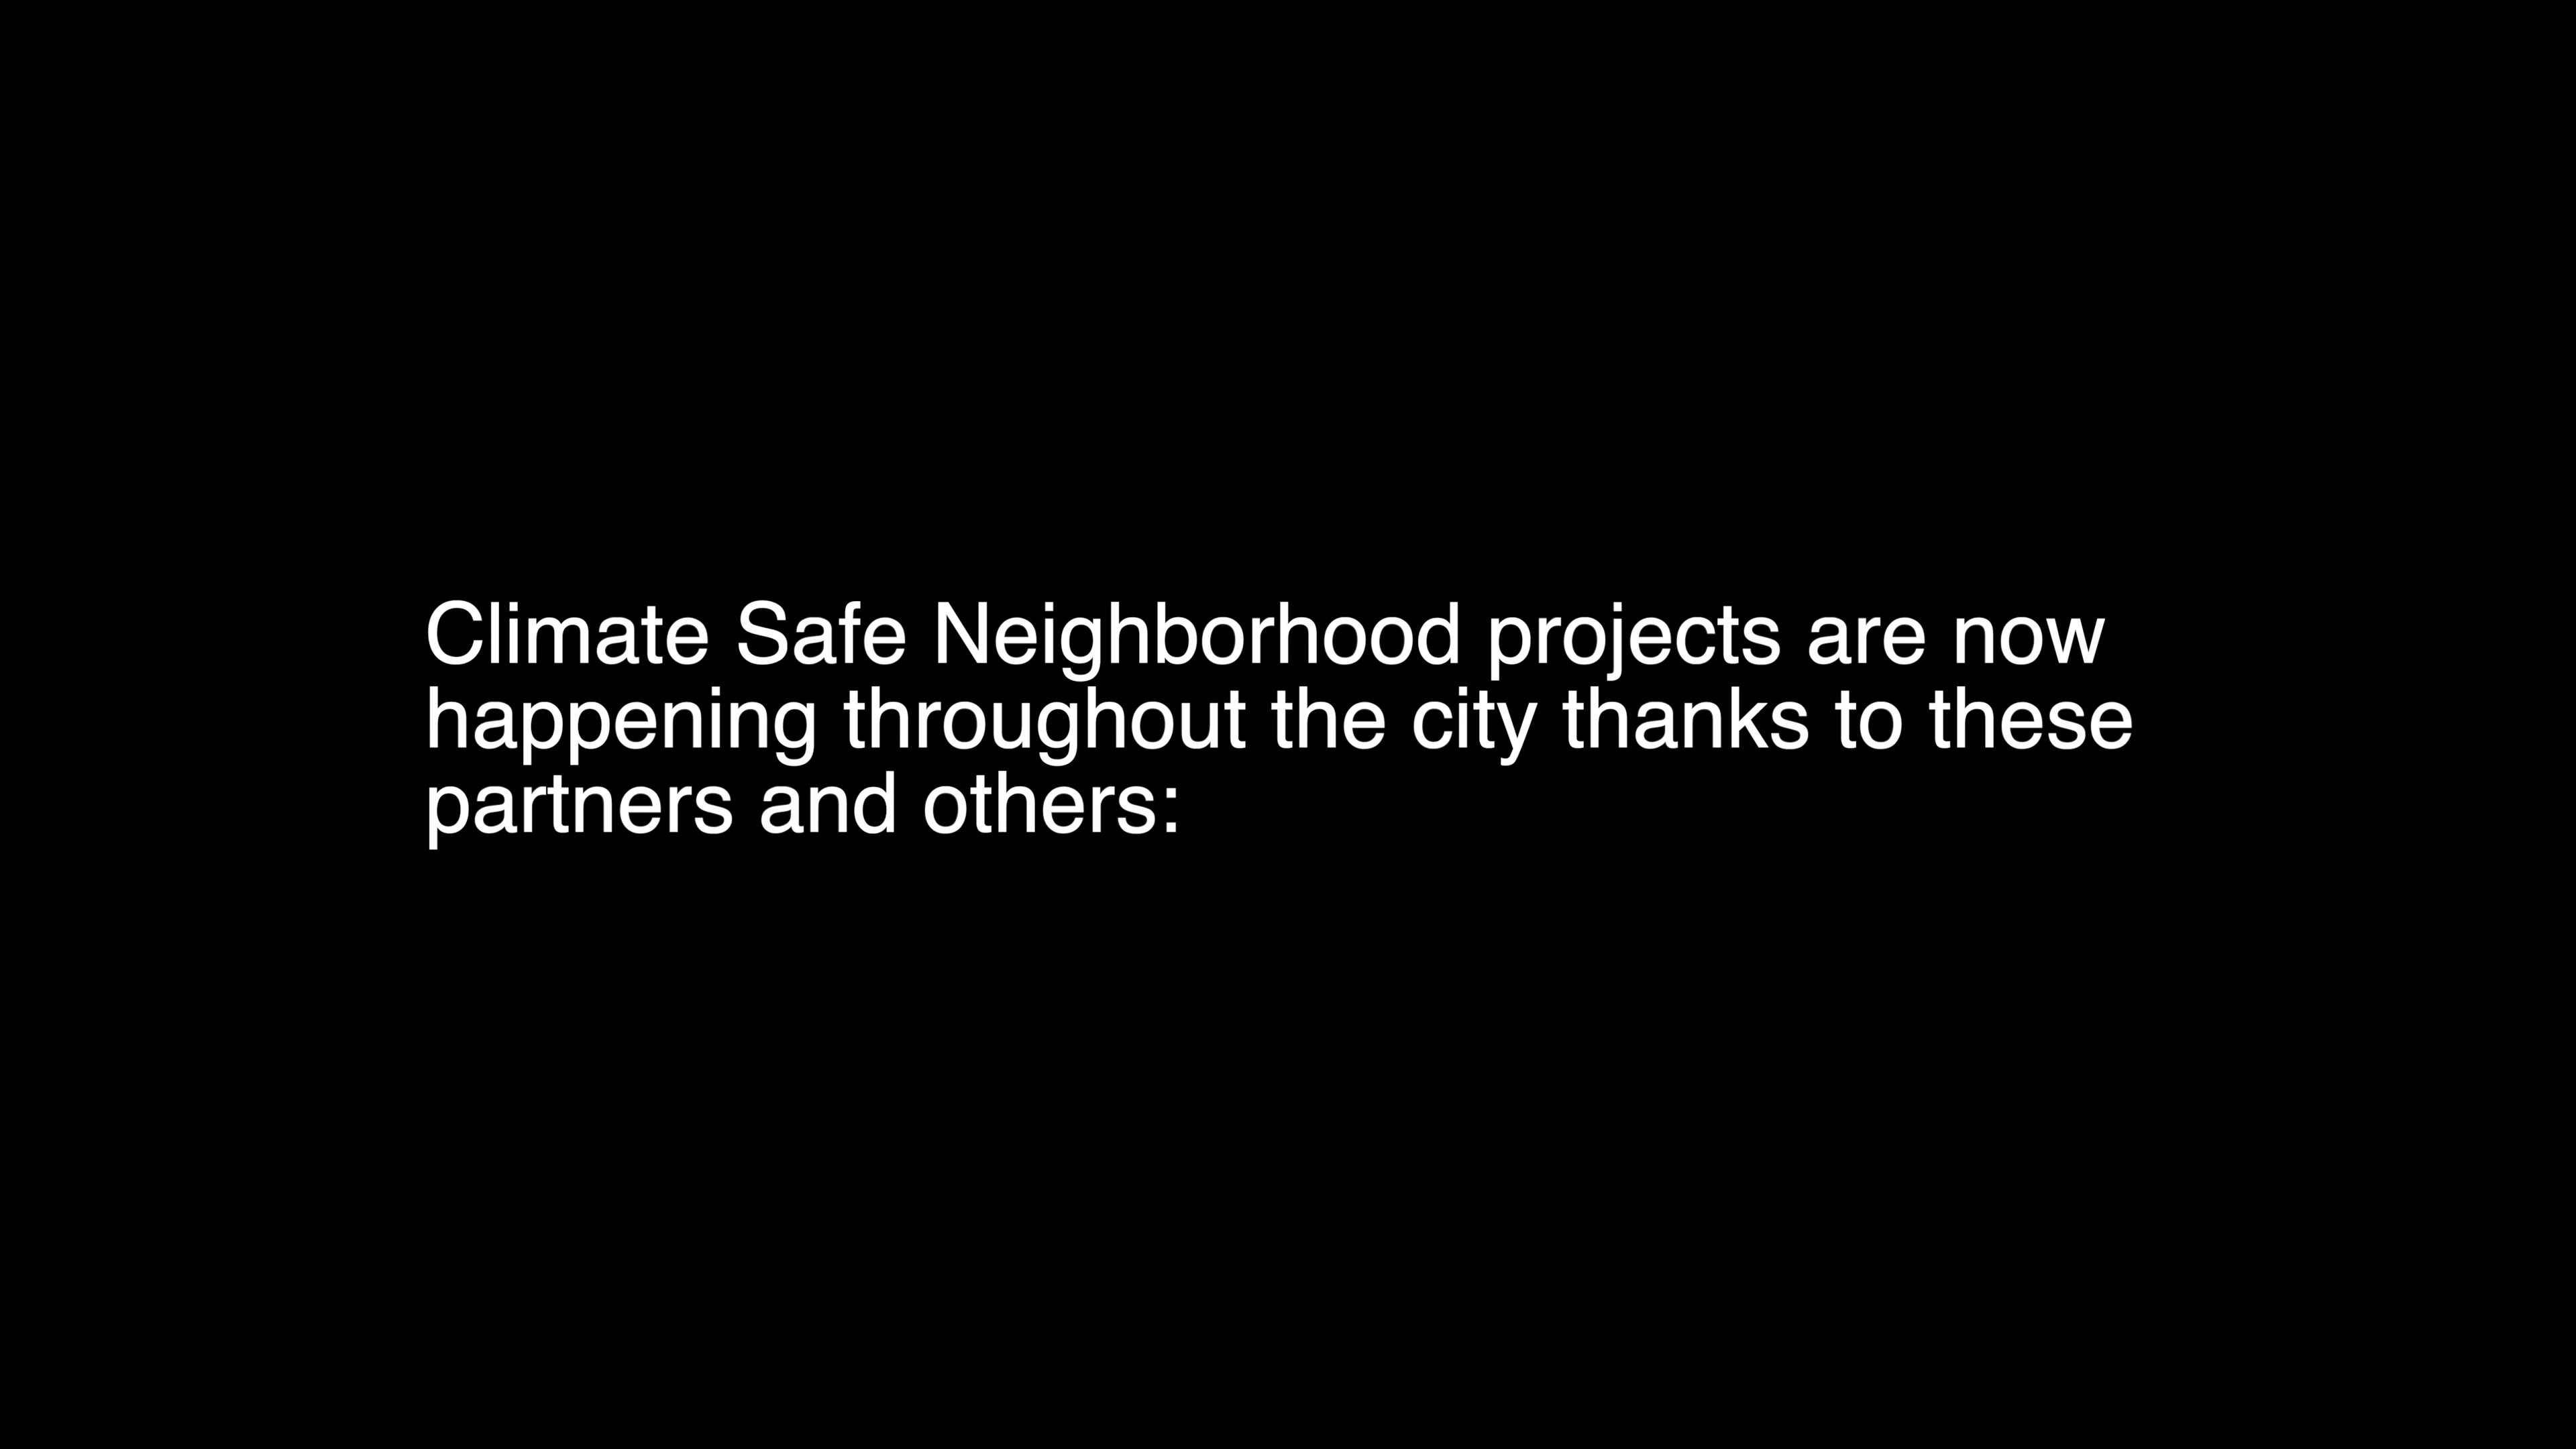 Climate Safe Neighborhood projects are now
happening throughout the city thanks to these
partners and others: